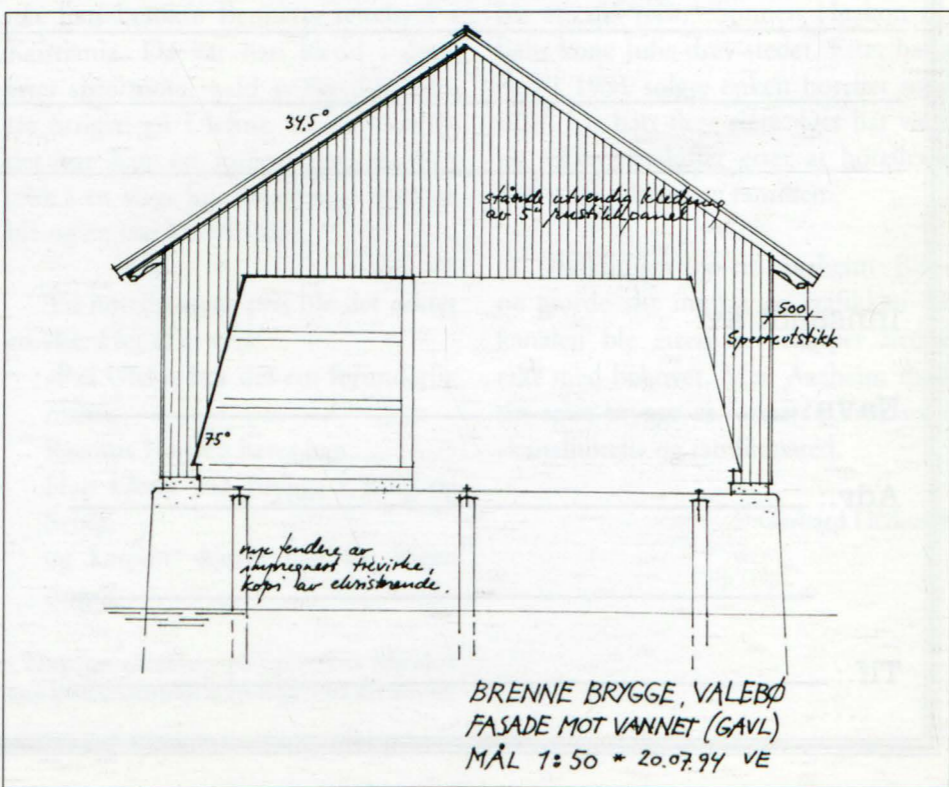 34,5°
stående utvendig kledning
av 5" rustikkpanel
500,
Sperreutstikk
75°
nye fendere av
impregnert trevirke,
kopi av eksisterende.
BRENNE BRYGGE, VALEBØ
FASADE MOT VANNET (GAVL)
MÅL 1:50 * 20.07.94 VE